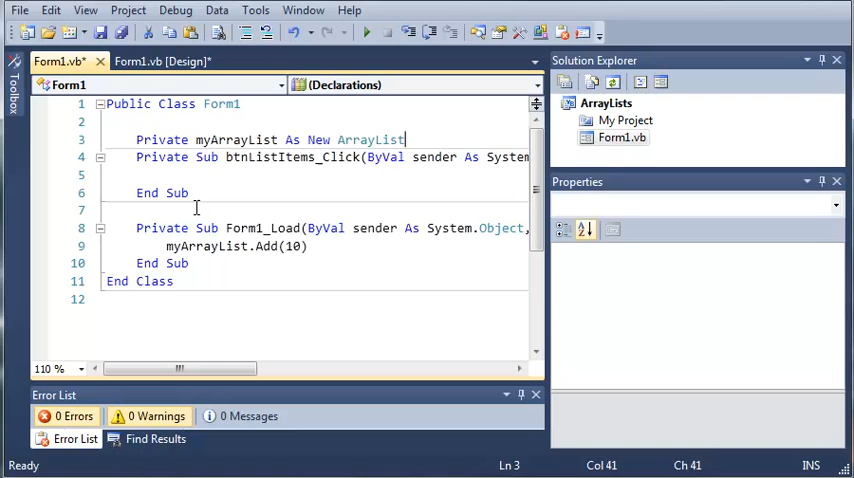 File Edit View Project Debug Data Tools Window Help
Form1.vb* Form1.vb [Design]*
Form1 (Declarations)
1 Public Class Form1
2
3 Private myArrayList As New ArrayList
4 Private Sub btnListItems_Click(ByVal sender As System
5
6 End Sub
7
8 Private Sub Form1_Load(ByVal sender As System.Object,
9 myArrayList.Add(10)
10 End Sub
11 End Class
12
110 %
Toolbox
Solution Explorer
ArrayLists
My Project
Form1.vb
Properties
Error List
0 Errors 0 Warnings 0 Messages
Error List Find Results
Ready Ln 3 Col 41 Ch 41 INS